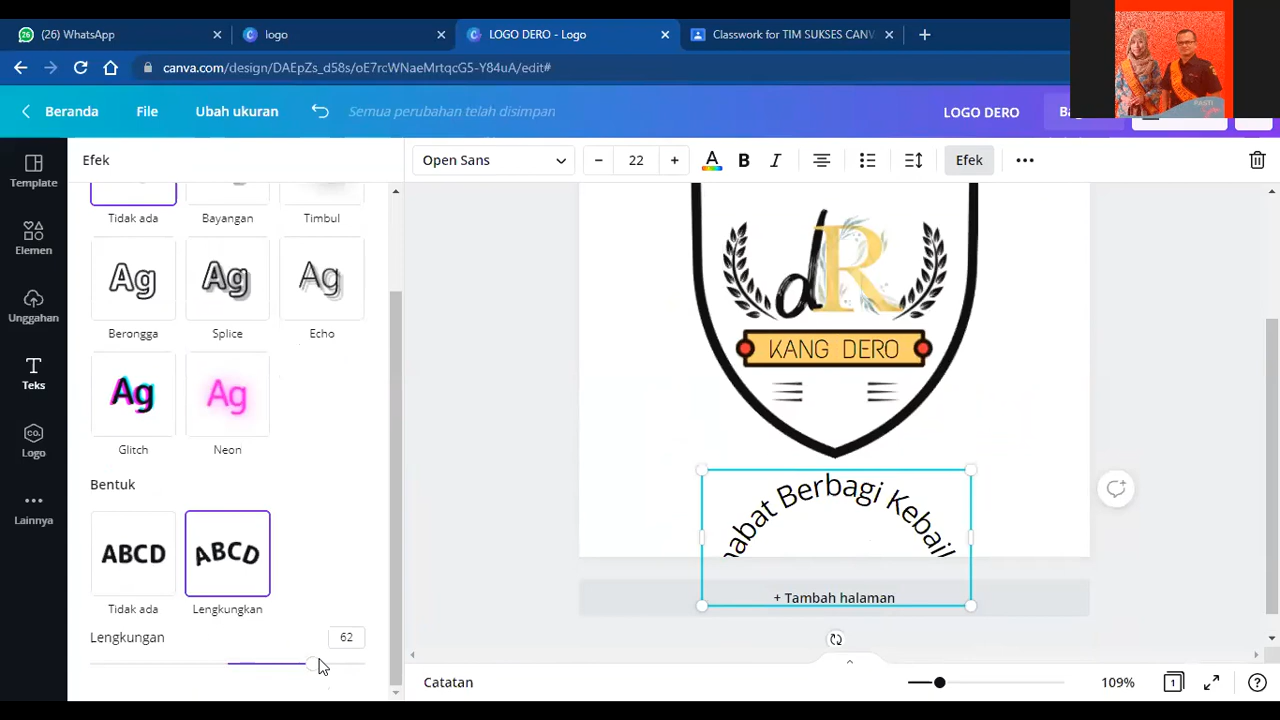 (26) WhatsApp
logo
LOGO DERO - Logo
Classwork for TIM SUKSES CANV
canva.com/design/DAEpZs_d58s/oE7rcWNaeMrtqcG5-Y84uA/edit#
Beranda
File
Ubah ukuran
Semua perubahan telah disimpan
LOGO DERO
PASTI
Efek
Open Sans
22
A
B
I
Efek
Template
Elemen
Unggahan
Teks
Logo
Lainnya
Tidak ada
Bayangan
Timbul
Ag
Ag
Ag
Berongga
Splice
Echo
Ag
Ag
Glitch
Neon
Bentuk
ABCD
ABCD
Tidak ada
Lengkungkan
Lengkungan
62
dR
KANG DERO
Berbagi
+ Tambah halaman
Catatan
109%
1
co.